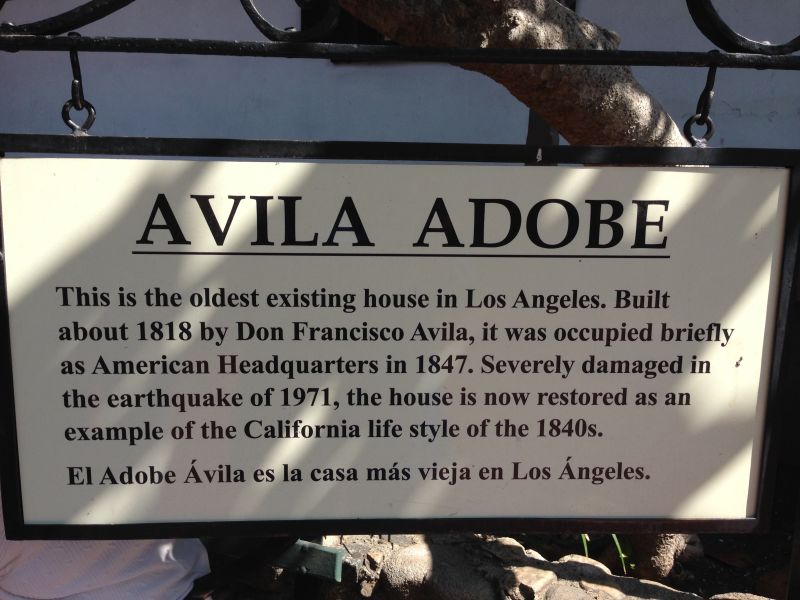 AVILA ADOBE
This is the oldest existing house in Los Angeles. Built
about 1818 by Don Francisco Avila, it was occupied briefly
as American Headquarters in 1847. Severely damaged in
the earthquake of 1971, the house is now restored as an
example of the California life style of the 1840s.
El Adobe Ávila es la casa más vieja en Los Ángeles.